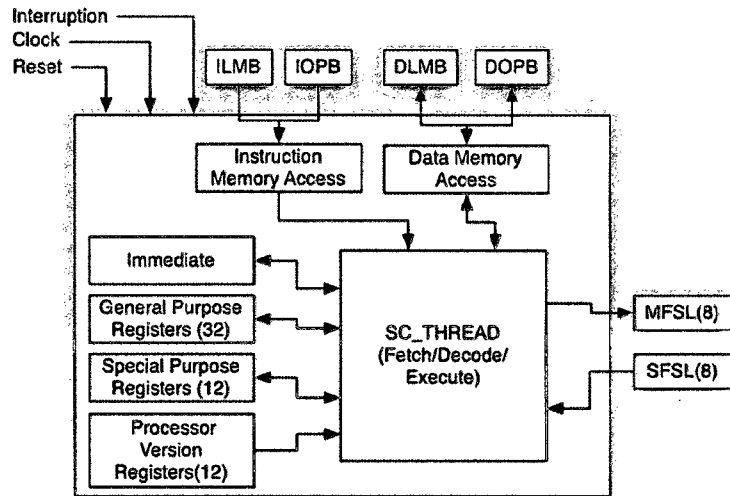 Interruption
Clock
Reset
ILMB
IOPB
DLMB
DOPB
Instruction
Memory Access
Data Memory
Access
Immediate
General Purpose
Registers (32)
Special Purpose
Registers (12)
Processor
Version
Registers(12)
SC_THREAD
(Fetch/Decode/
Execute)
MFSL(8)
SFSL(8)